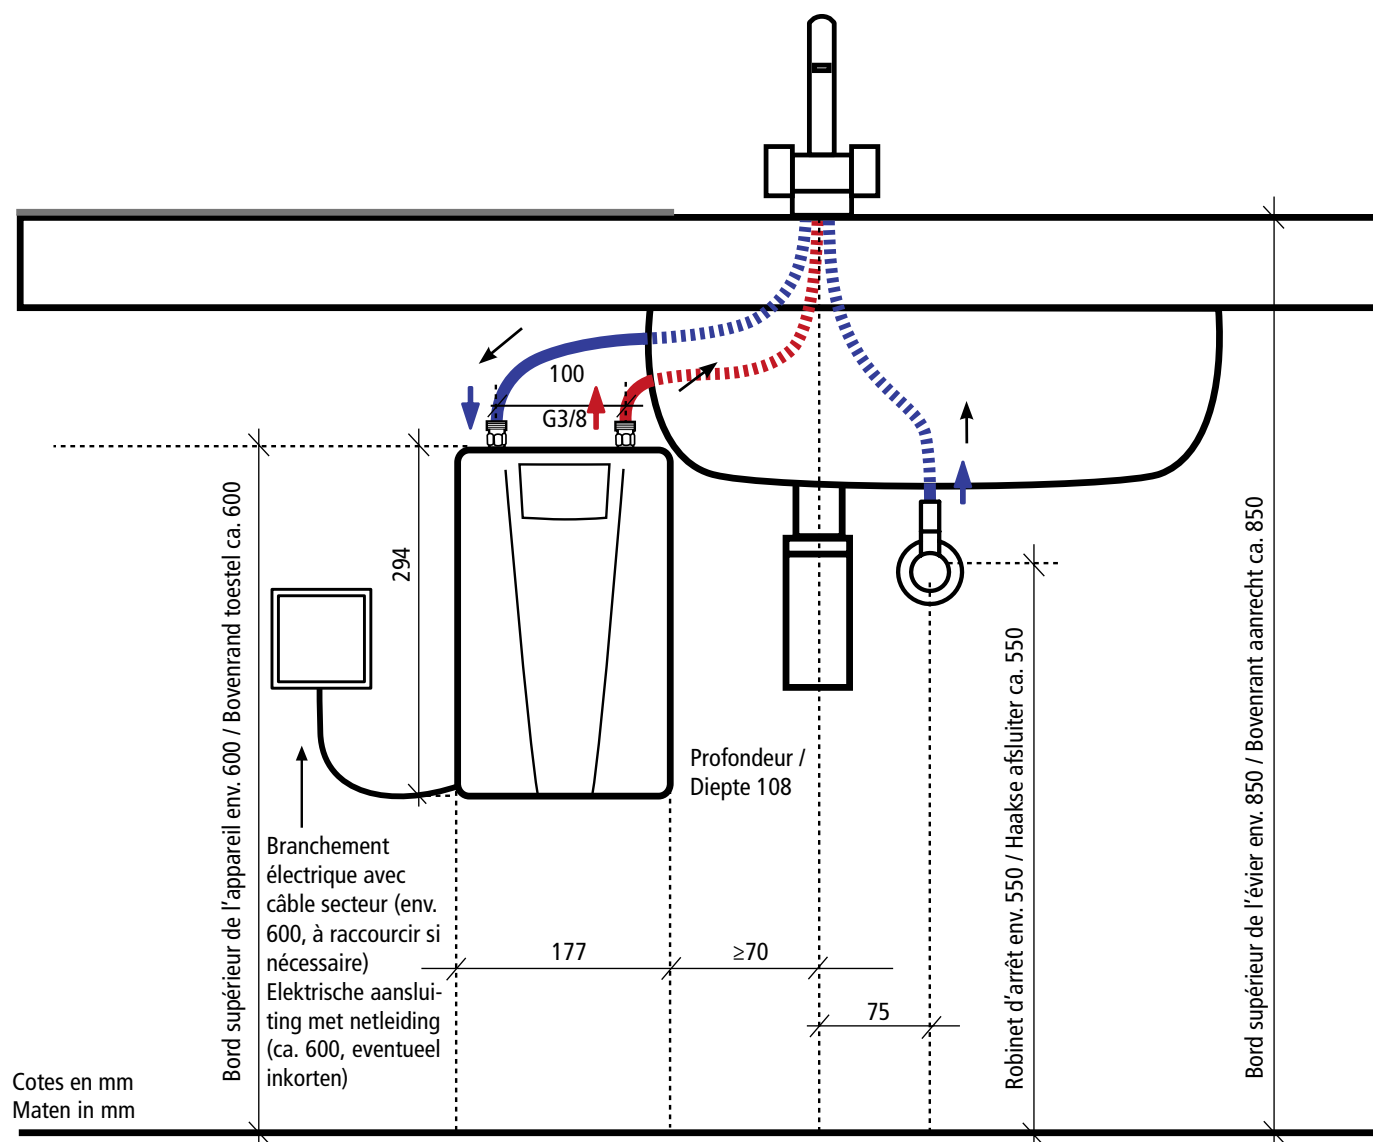 100
G3/8
294
Bord supérieur de l’appareil env. 600 / Bovenrand toestel ca. 600
Profondeur /
Diepte 108
Branchement
électrique avec
câble secteur (env.
600, à raccourcir si
nécessaire)
Elektrische aanslui-
ting met netleiding
(ca. 600, eventueel
inkorten)
177
≥70
75
Robinet d’arrêt env. 550 / Haakse afsluiter ca. 550
Bord supérieur de l’évier env. 850 / Bovenrant aanrecht ca. 850
Cotes en mm
Maten in mm